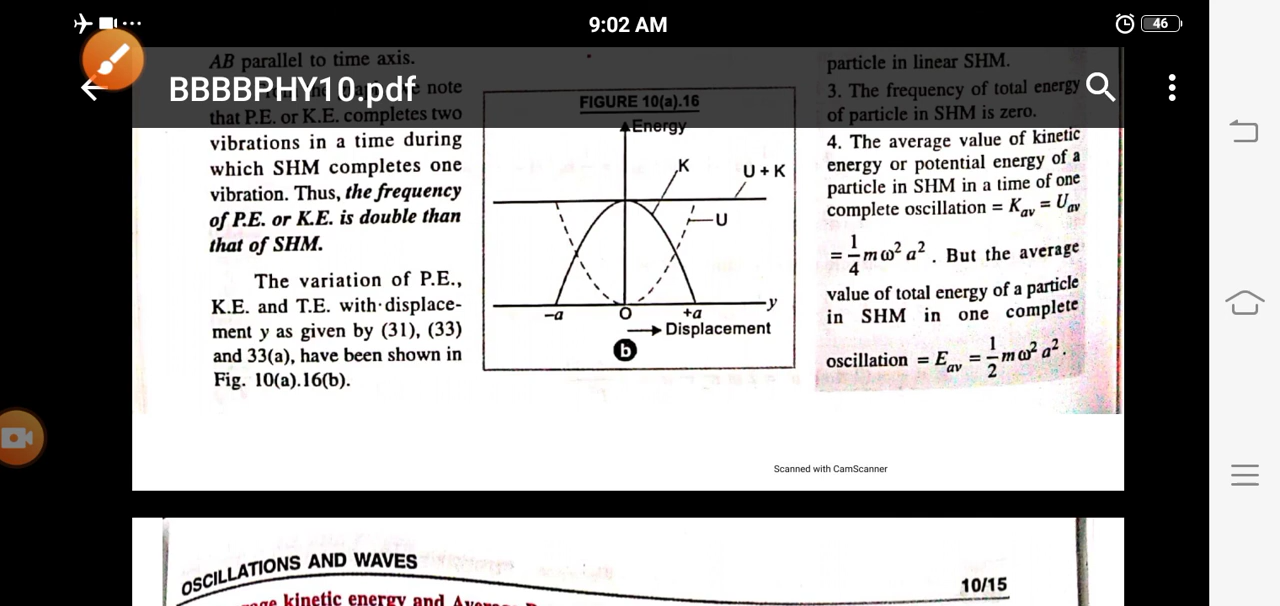 9:02 AM
46
BBBBPHY10.pdf
AB parallel to time axis.
note
that P.E. or K.E. completes two
vibrations in a time during
which SHM completes one
vibration. Thus, the frequency
of P.E. or K.E. is double than
that of SHM.
The variation of P.E.,
K.E. and T.E. with displace-
ment y as given by (31), (33)
and 33(a), have been shown in
Fig. 10(a).16(b).
FIGURE 10(a).16
Energy
K
U + K
U
-a
O
+a
y
Displacement
b
particle in linear SHM.
3. The frequency of total energy
of particle in SHM is zero.
4. The average value of kinetic
energy or potential energy of a
particle in SHM in a time of one
complete oscillation = Kav = Uav
= 1/4 m ω² a². But the average
value of total energy of a particle
in SHM in one complete
oscillation = Eav = 1/2 m ω² a².
Scanned with CamScanner
OSCILLATIONS AND WAVES
10/15
kinetic energy and